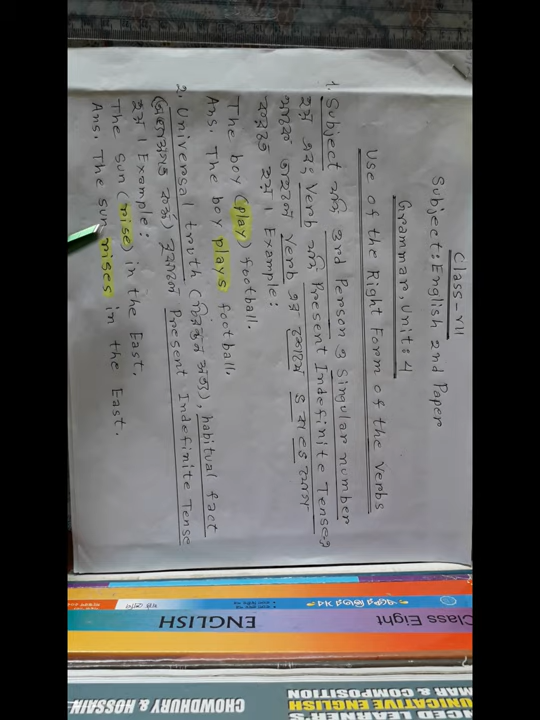 Class-VII
Subject: English 2nd Paper
Grammar, Unit: 4
Use of the Right Form of the Verbs
1. Subject যদি 3rd Person ও Singular number
হয় এবং Verb যদি Present Indefinite Tense এ
থাকে তাহলে Verb এর সাথে s বা es যোগ
করতে হয়। Example:
The boy (play) football.
Ans. The boy plays football.
2. Universal truth (চিরন্তন সত্য), habitual fact
(অভ্যাসগত কর্ম) বুঝালে Present Indefinite Tense
হয়। Example:
The Sun (rise) in the East.
Ans. The sun rises in the East.
Class Eight
ENGLISH
CHOWDHURY & HOSSAIN